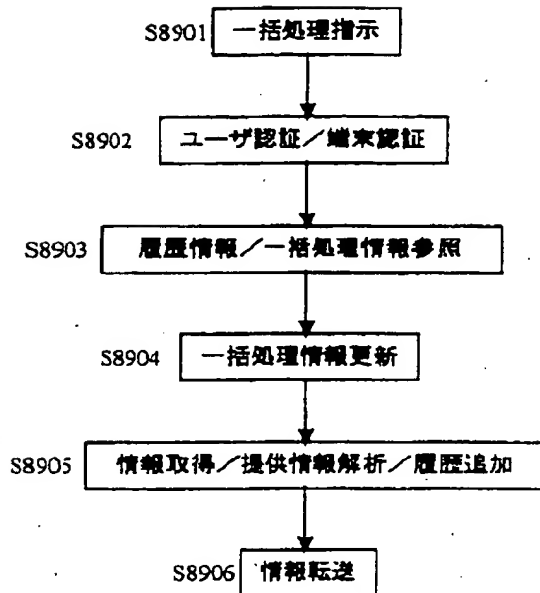 S8901 一括処理指示
S8902 ユーザ認証／端末認証
S8903 履歴情報／一括処理情報参照
S8904 一括処理情報更新
S8905 情報取得／提供情報解析／履歴追加
S8906 情報転送